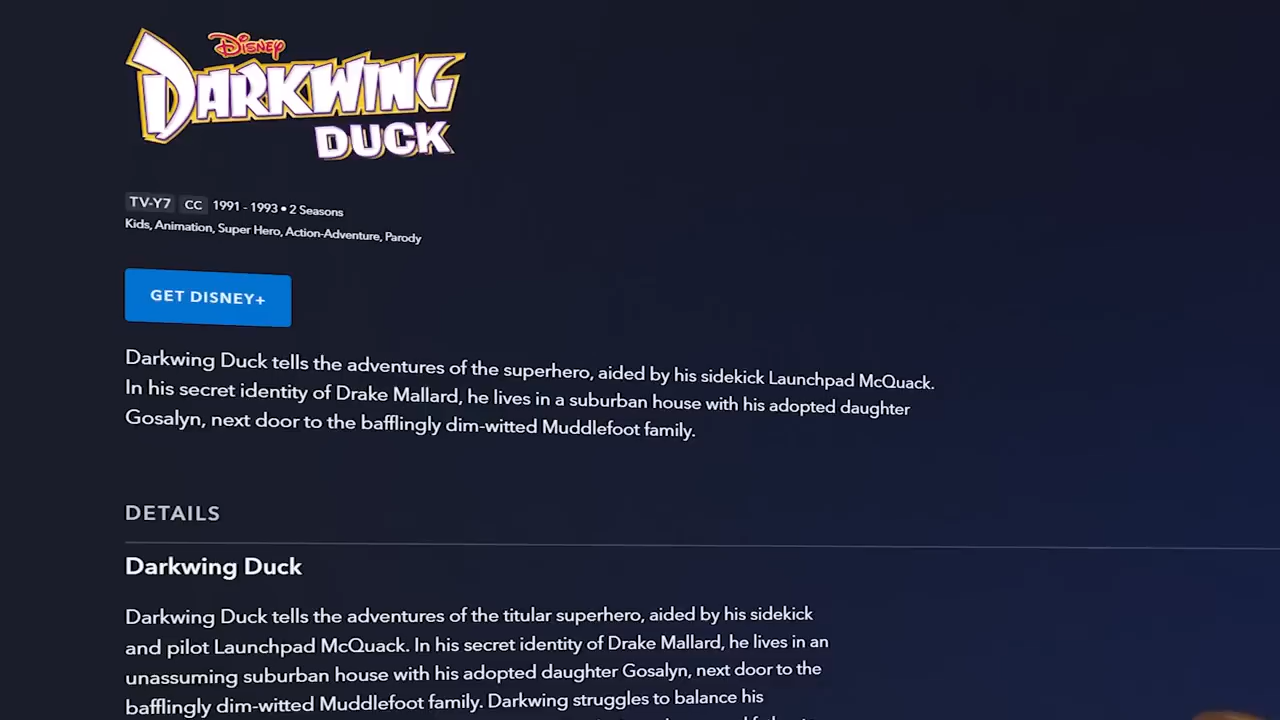 Disney
DARKWING
DUCK
TV-Y7 CC 1991 - 1993 • 2 Seasons
Kids, Animation, Super Hero, Action-Adventure, Parody
GET DISNEY+
Darkwing Duck tells the adventures of the superhero, aided by his sidekick Launchpad McQuack.
In his secret identity of Drake Mallard, he lives in a suburban house with his adopted daughter
Gosalyn, next door to the bafflingly dim-witted Muddlefoot family.
DETAILS
Darkwing Duck
Darkwing Duck tells the adventures of the titular superhero, aided by his sidekick
and pilot Launchpad McQuack. In his secret identity of Drake Mallard, he lives in an
unassuming suburban house with his adopted daughter Gosalyn, next door to the
bafflingly dim-witted Muddlefoot family. Darkwing struggles to balance his